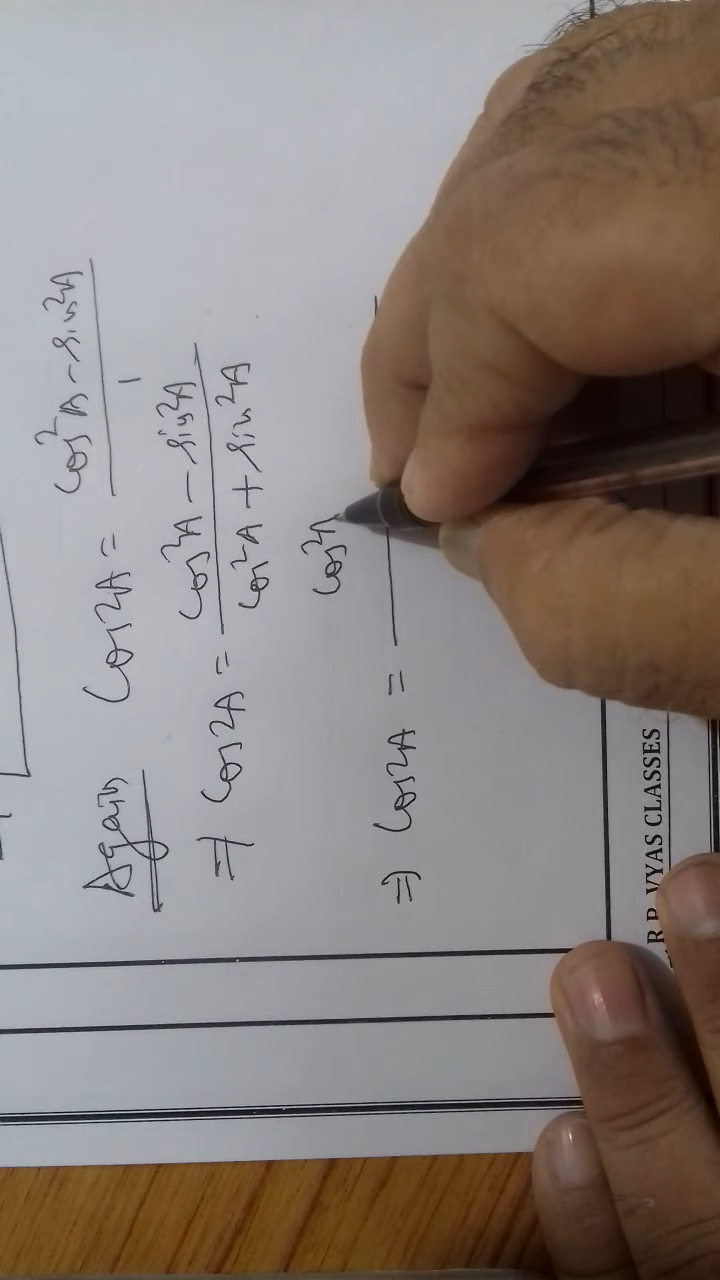 Again cos2A = cos²A - sin²A / 1
⇒ cos2A = cos²A - sin²A / cos²A + sin²A
⇒ cos2A = cos²A
R.P. VYAS CLASSES